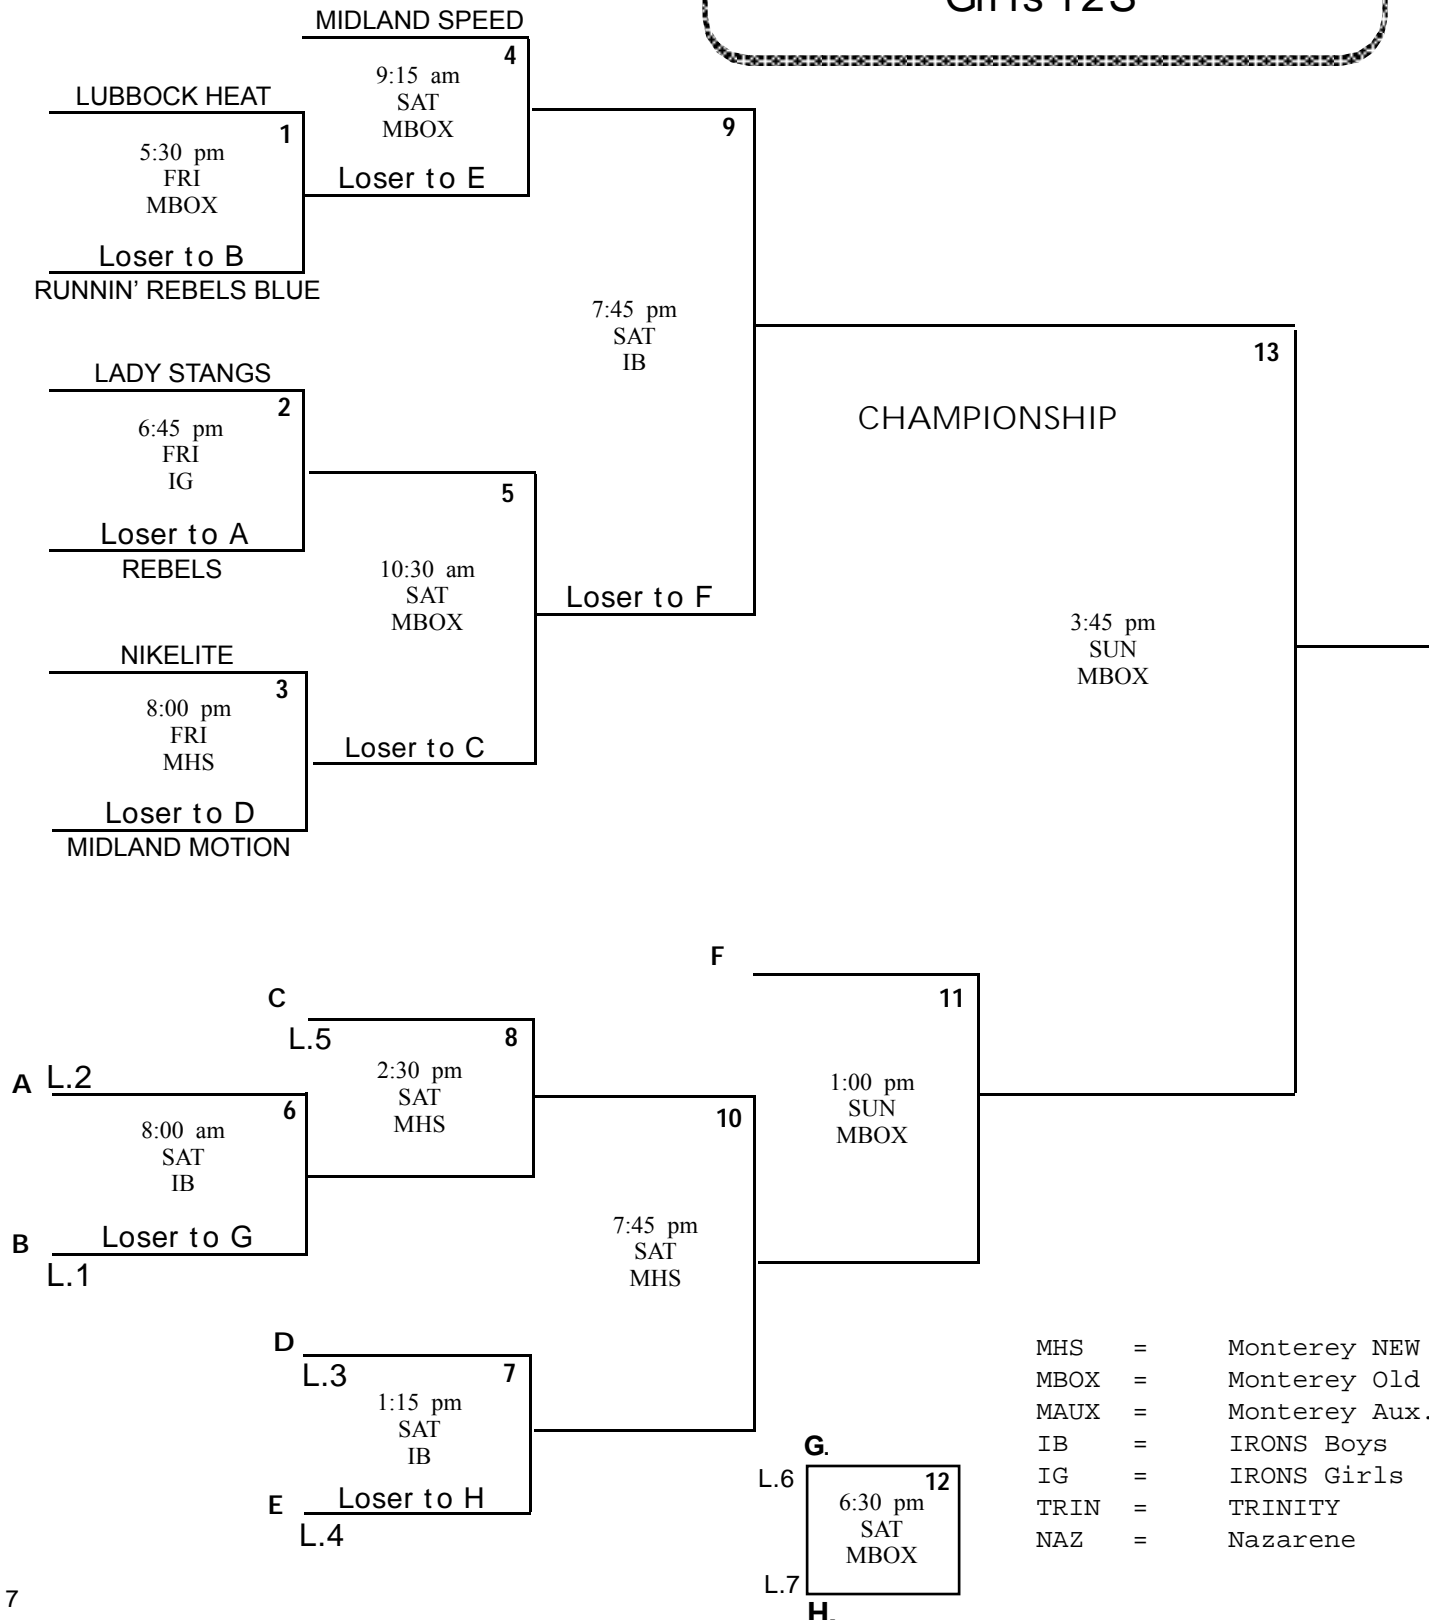 Girls 12S
MIDLAND SPEED
4
9:15 am
SAT
MBOX
Loser to E
LUBBOCK HEAT
1
5:30 pm
FRI
MBOX
Loser to B
RUNNIN' REBELS BLUE
9
7:45 pm
SAT
IB
LADY STANGS
2
6:45 pm
FRI
IG
Loser to A
REBELS
5
10:30 am
SAT
MBOX
Loser to F
NIKELITE
3
8:00 pm
FRI
MHS
Loser to C
Loser to D
MIDLAND MOTION
13
CHAMPIONSHIP
3:45 pm
SUN
MBOX
F
11
1:00 pm
SUN
MBOX
C
L.5
8
2:30 pm
SAT
MHS
A L.2
6
8:00 am
SAT
IB
B Loser to G
L.1
10
7:45 pm
SAT
MHS
D
L.3
7
1:15 pm
SAT
IB
E Loser to H
L.4
G.
L.6
12
6:30 pm
SAT
MBOX
L.7
H.
MHS = Monterey NEW
MBOX = Monterey Old
MAUX = Monterey Aux.
IB = IRONS Boys
IG = IRONS Girls
TRIN = TRINITY
NAZ = Nazarene
7